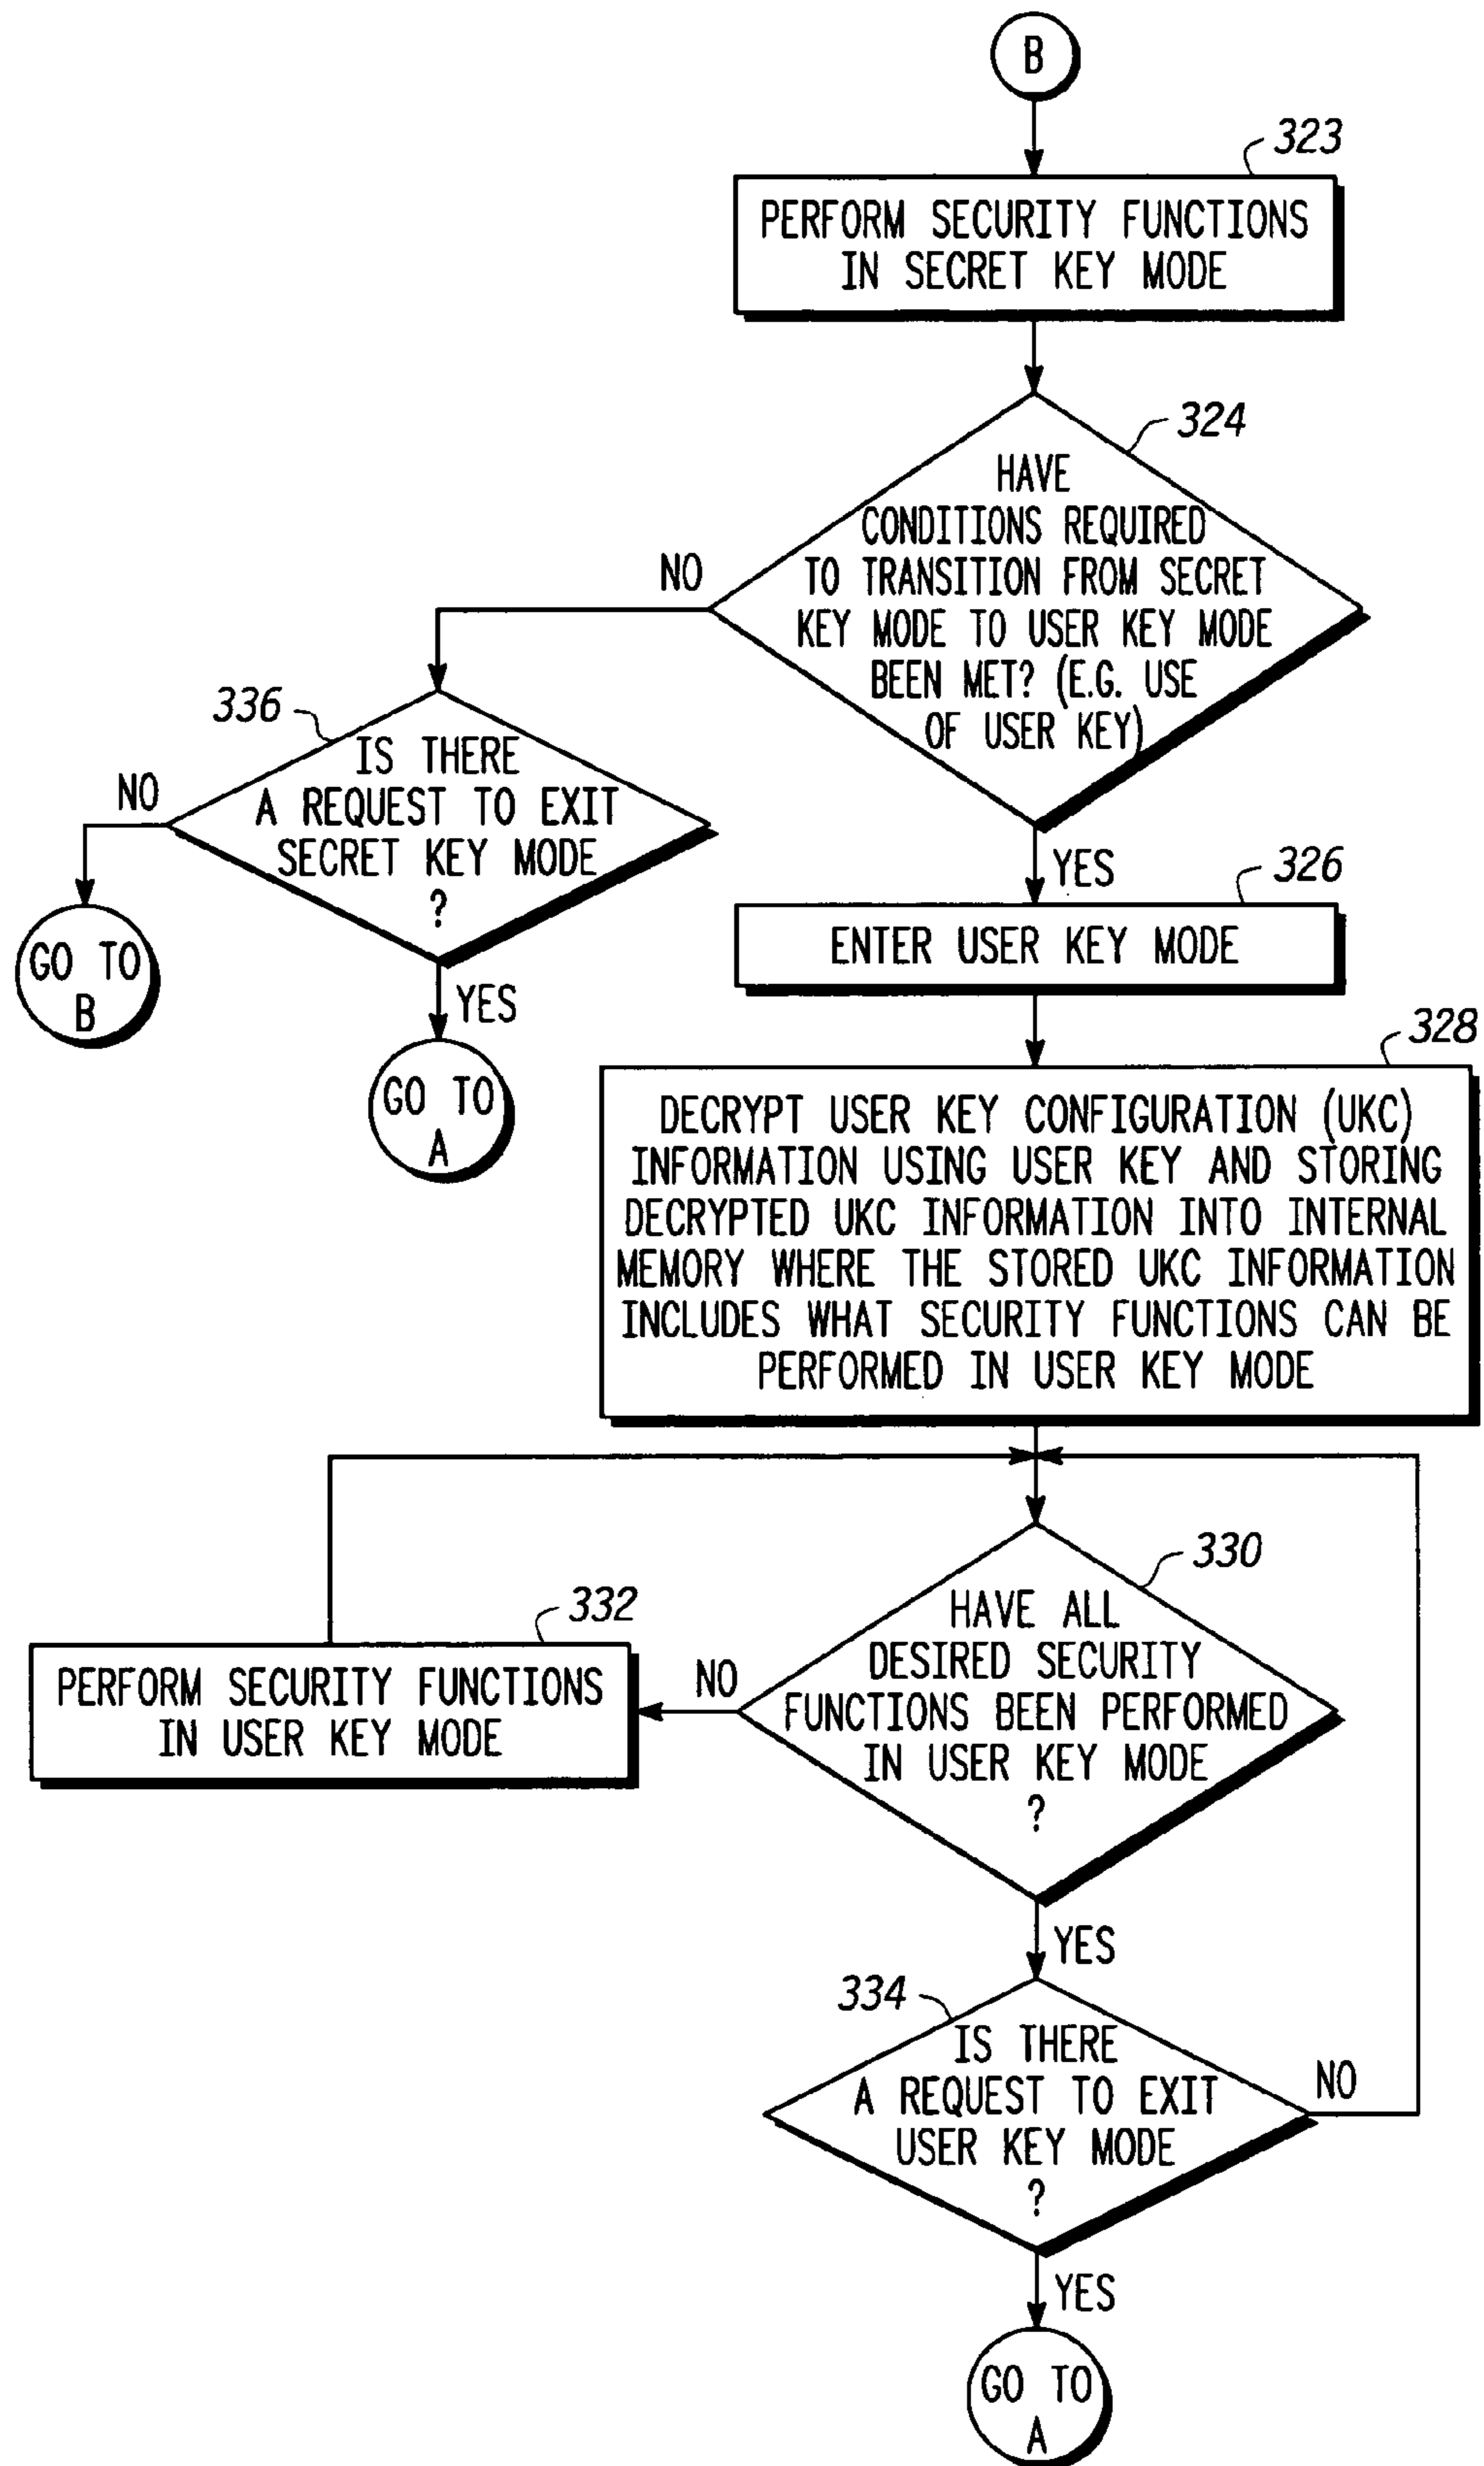 B
323
PERFORM SECURITY FUNCTIONS
IN SECRET KEY MODE
324
HAVE
CONDITIONS REQUIRED
TO TRANSITION FROM SECRET
KEY MODE TO USER KEY MODE
BEEN MET? (E.G. USE
OF USER KEY)
NO
336
IS THERE
A REQUEST TO EXIT
SECRET KEY MODE
?
NO
GO TO
B
YES
GO TO
A
YES
326
ENTER USER KEY MODE
328
DECRYPT USER KEY CONFIGURATION (UKC)
INFORMATION USING USER KEY AND STORING
DECRYPTED UKC INFORMATION INTO INTERNAL
MEMORY WHERE THE STORED UKC INFORMATION
INCLUDES WHAT SECURITY FUNCTIONS CAN BE
PERFORMED IN USER KEY MODE
330
HAVE ALL
DESIRED SECURITY
FUNCTIONS BEEN PERFORMED
IN USER KEY MODE
?
NO
332
PERFORM SECURITY FUNCTIONS
IN USER KEY MODE
YES
334
IS THERE
A REQUEST TO EXIT
USER KEY MODE
?
NO
YES
GO TO
A